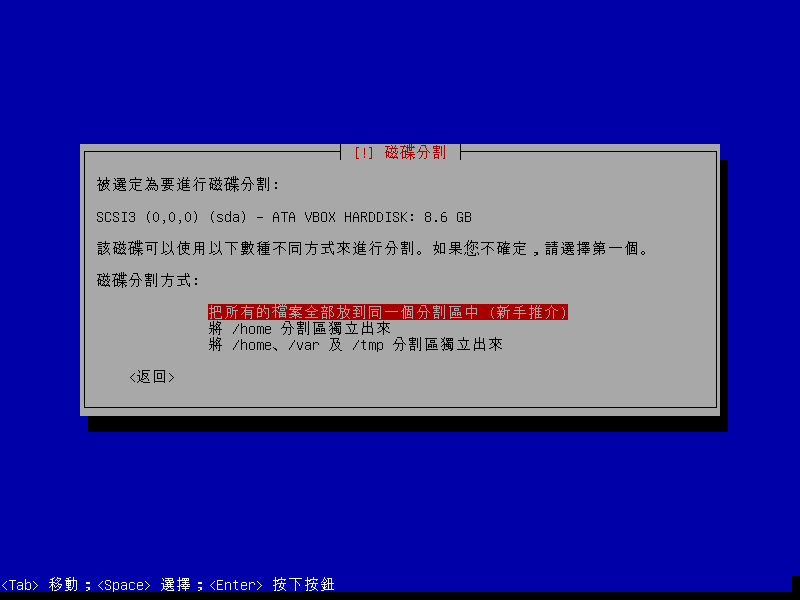 [!] 磁碟分割
被選定為要進行磁碟分割:
SCSI3 (0,0,0) (sda) - ATA VBOX HARDDISK: 8.6 GB
該磁碟可以使用以下數種不同方式來進行分割。如果您不確定，請選擇第一個。
磁碟分割方式:
把所有的檔案全部放到同一個分割區中 (新手推介)
將 /home 分割區獨立出來
將 /home、/var 及 /tmp 分割區獨立出來
<返回>
<Tab> 移動；<Space> 選擇；<Enter> 按下按鈕